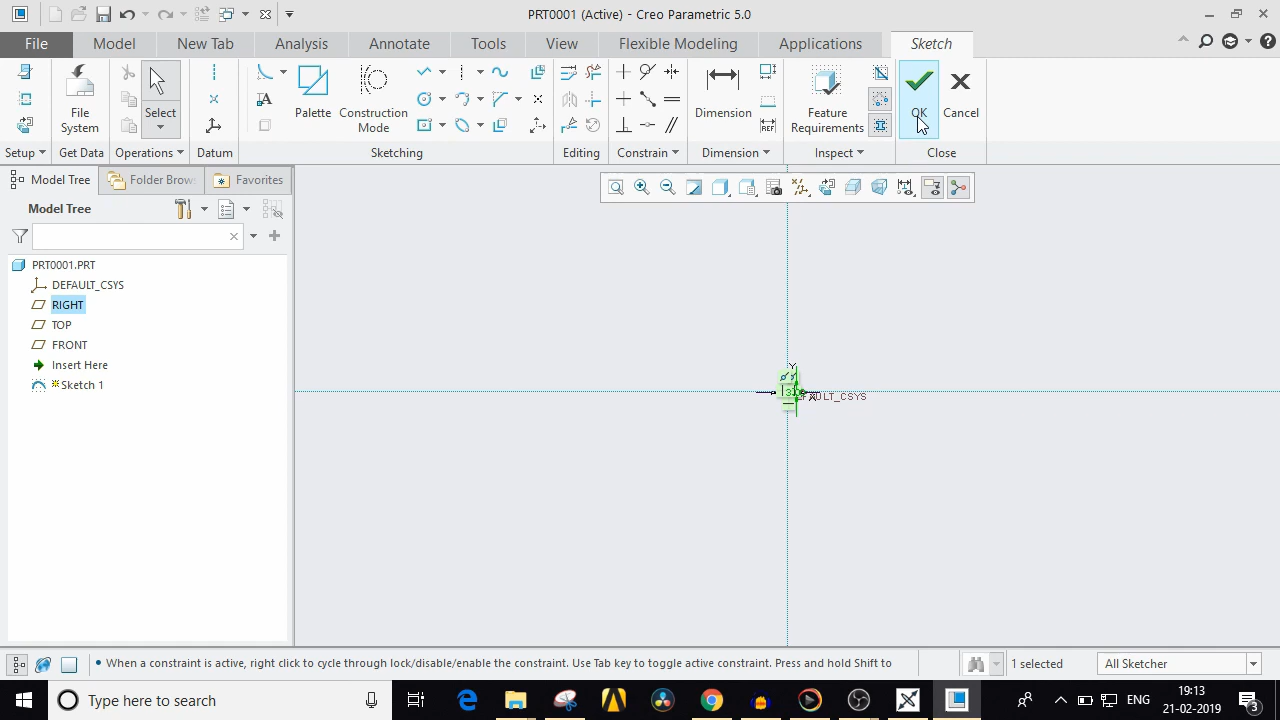 PRT0001 (Active) - Creo Parametric 5.0
File Model New Tab Analysis Annotate Tools View Flexible Modeling Applications Sketch
File System
Select
Palette
Construction Mode
Dimension
Feature Requirements
OK
Cancel
Setup Get Data Operations Datum Sketching Editing Constrain Dimension Inspect Close
Model Tree Folder Brow Favorites
Model Tree
PRT0001.PRT
DEFAULT_CSYS
RIGHT
TOP
FRONT
Insert Here
Sketch 1
Y
X
When a constraint is active, right click to cycle through lock/disable/enable the constraint. Use Tab key to toggle active constraint. Press and hold Shift to
1 selected
All Sketcher
Type here to search
ENG
19:13
21-02-2019
3